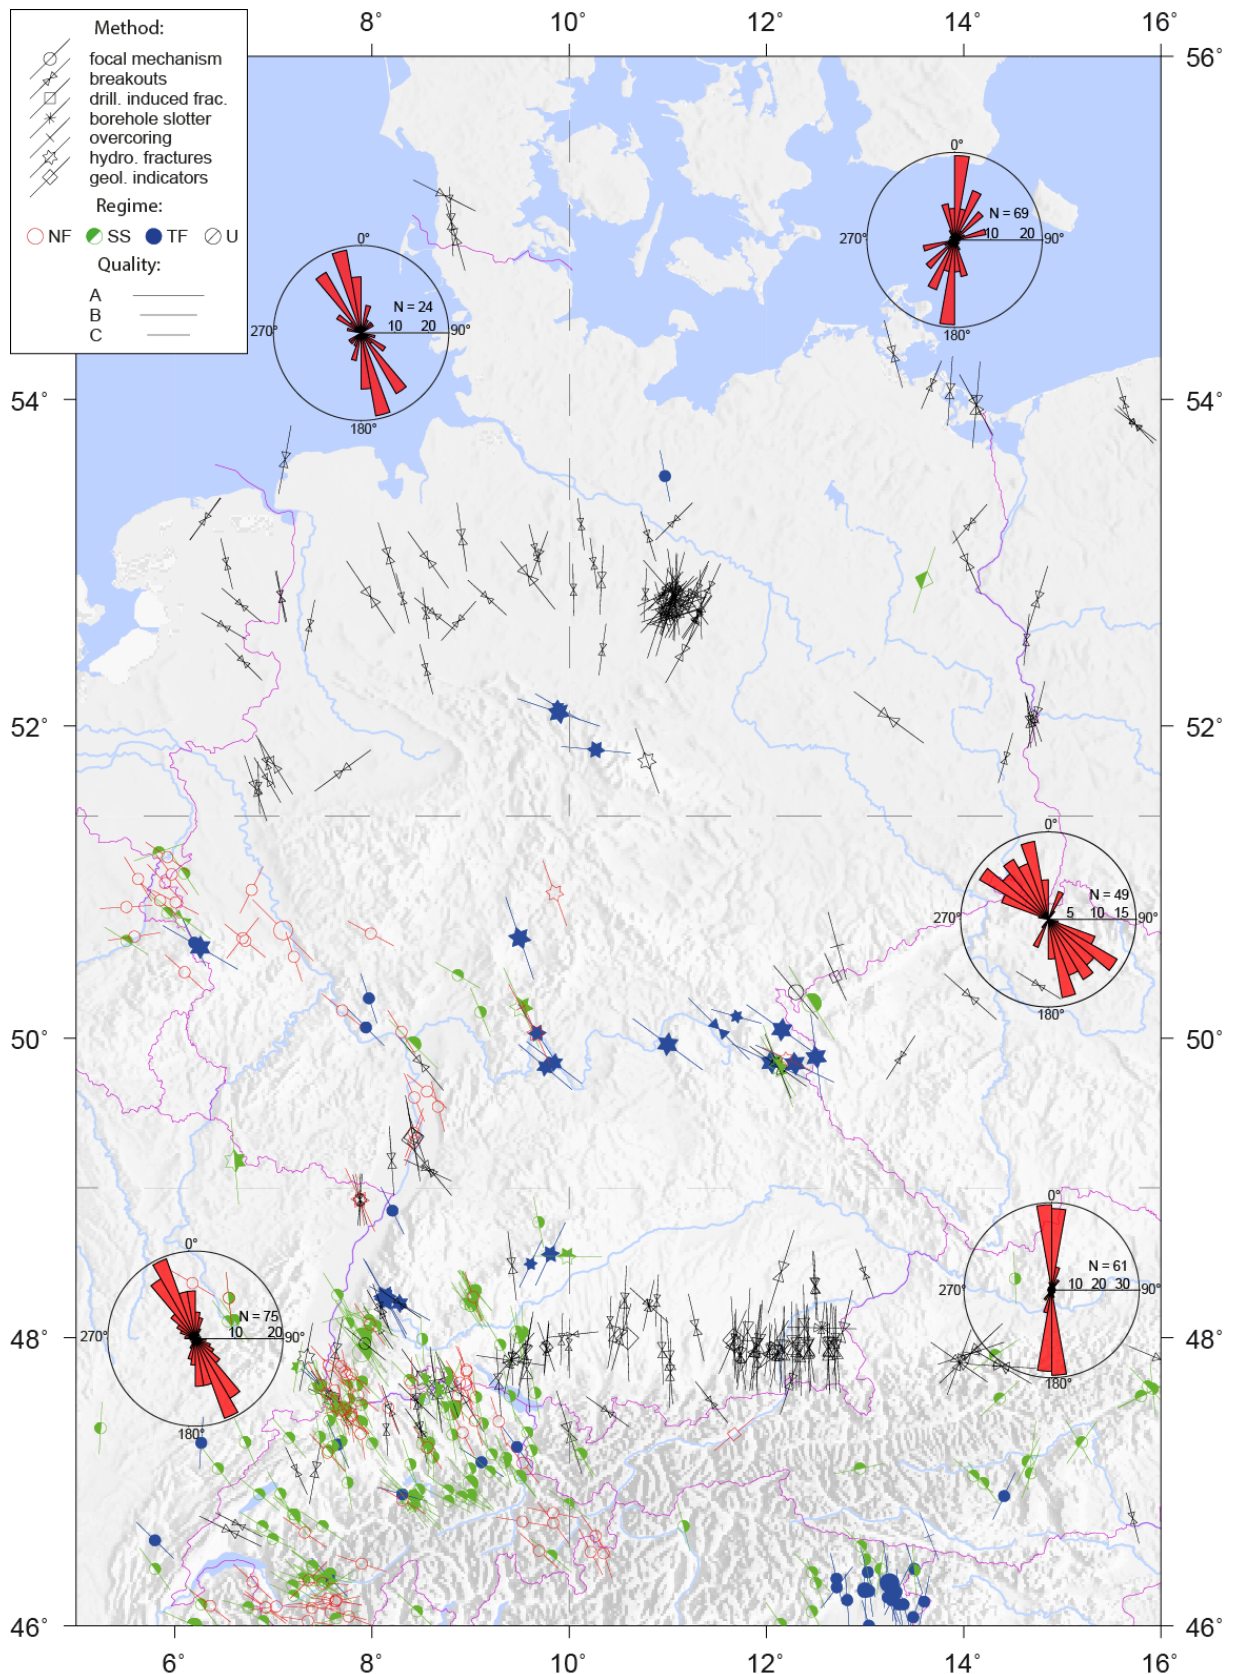 8° 10° 12° 14° 16°
Method:
focal mechanism
breakouts
drill. induced frac.
borehole slotter
overcoring
hydro. fractures
geol. indicators
Regime:
NF SS TF U
Quality:
A
B
C
56° 56°
0°
N = 69
270° 10 20 90°
180°
0°
N = 24
270° 10 20 90°
180°
54° 54°
52° 52°
0°
N = 49
270° 5 10 15 90°
180°
50° 50°
0°
N = 61
270° 10 20 30 90°
180°
0°
N = 75
270° 10 20 90°
180°
48° 48°
46° 46°
6° 8° 10° 12° 14° 16°